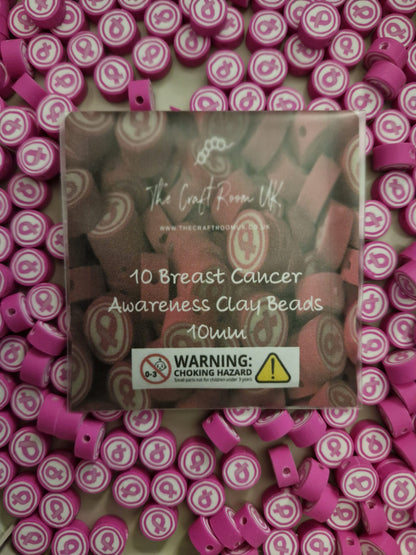 The Craft Room UK
WWW.THECRAFTROOMUK.CO.UK
10 Breast Cancer
Awareness Clay Beads
10mm
0-3
WARNING:
CHOKING HAZARD
Small parts not for children under 3 years